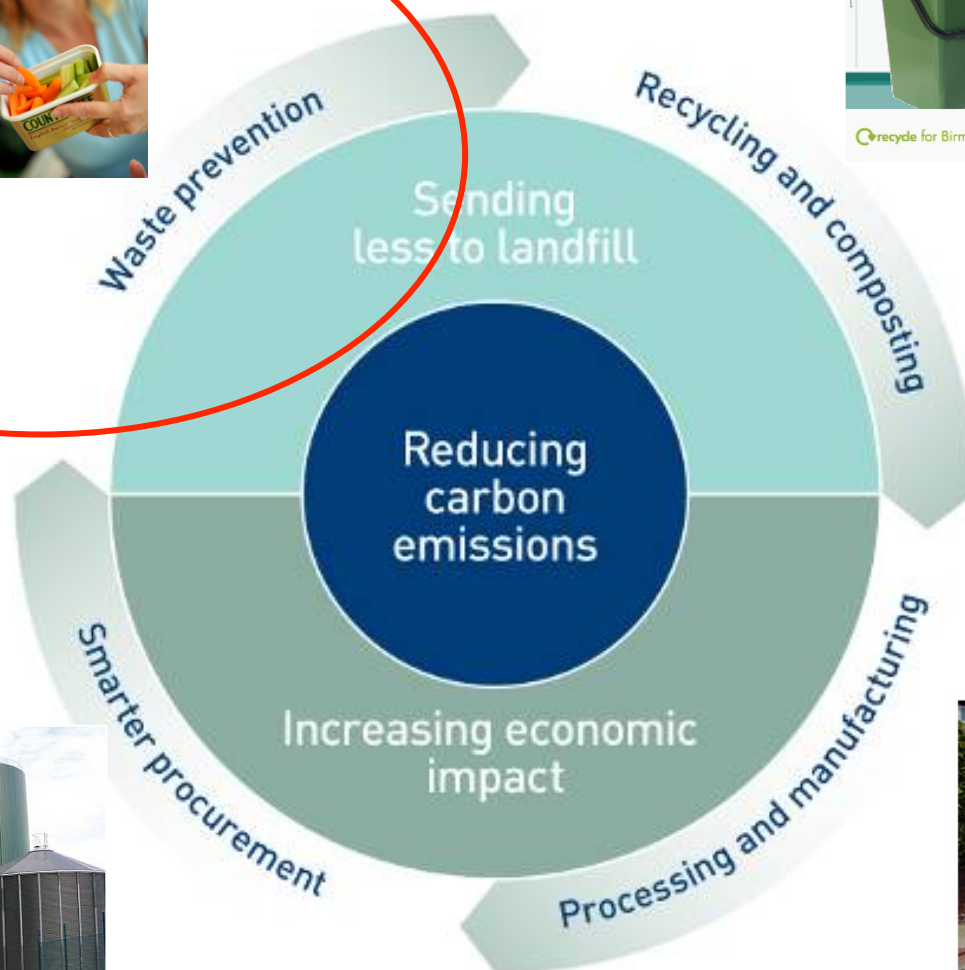 Waste prevention
Recycling and composting
recycle for Birm
Sending
less to landfill
Reducing
carbon
emissions
Increasing economic
impact
Smarter procurement
Processing and manufacturing